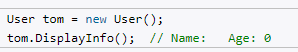 User tom = new User();
tom.DisplayInfo();  // Name:   Age: 0